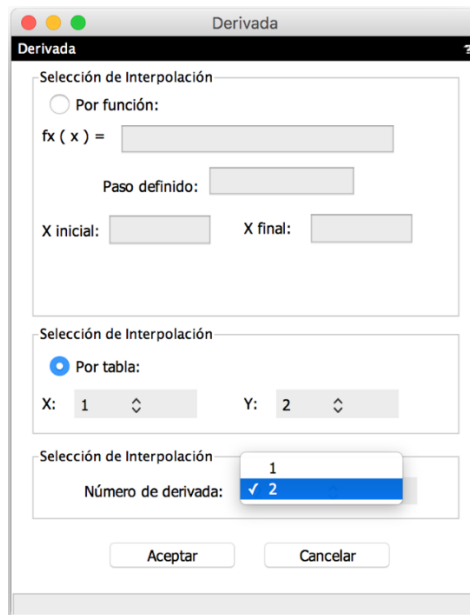 Derivada
Derivada ?
Selección de Interpolación
Por función:
fx ( x ) =
Paso definido:
X inicial: X final:
Selección de Interpolación
Por tabla:
X: 1 Y: 2
Selección de Interpolación
1
Número de derivada: ✓ 2
Aceptar Cancelar